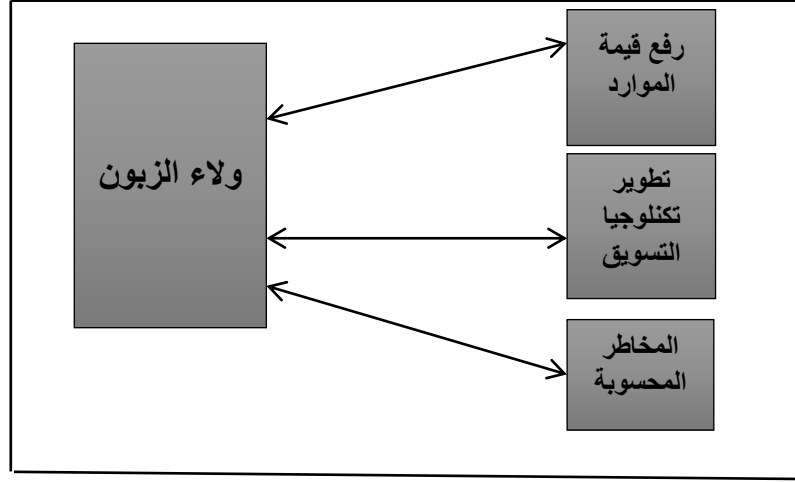 رفع قيمة
الموارد
ولاء الزبون
تطوير
تكنلوجيا
التسويق
المخاطر
المحسوبة